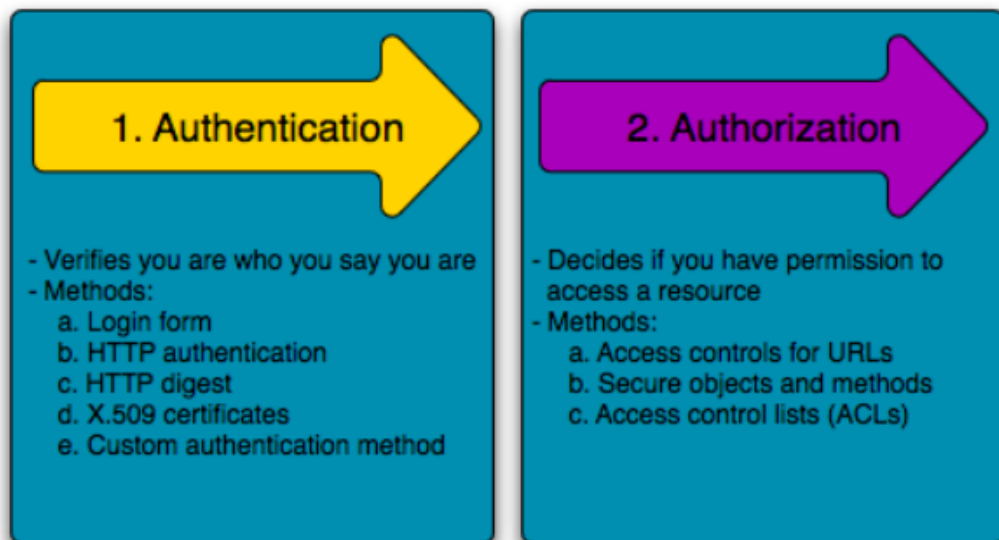 1. Authentication
- Verifies you are who you say you are
- Methods:
a. Login form
b. HTTP authentication
c. HTTP digest
d. X.509 certificates
e. Custom authentication method
2. Authorization
- Decides if you have permission to
access a resource
- Methods:
a. Access controls for URLs
b. Secure objects and methods
c. Access control lists (ACLs)